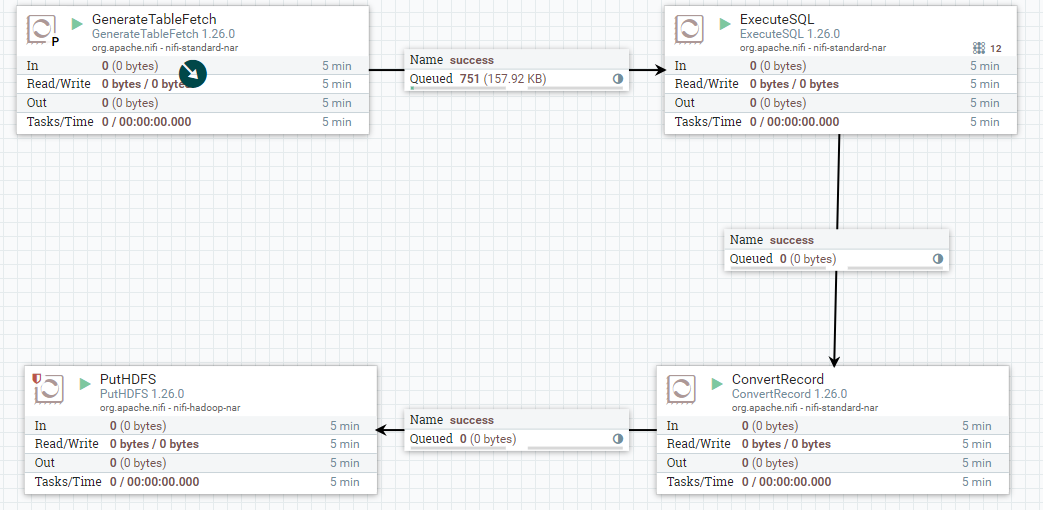 GenerateTableFetch
GenerateTableFetch 1.26.0
org.apache.nifi - nifi-standard-nar
P
In 0 (0 bytes) 5 min
Read/Write 0 bytes / 0 bytes 5 min
Out 0 (0 bytes) 5 min
Tasks/Time 0 / 00:00:00.000 5 min
Name success
Queued 751 (157.92 KB)
ExecuteSQL
ExecuteSQL 1.26.0
org.apache.nifi - nifi-standard-nar
12
In 0 (0 bytes) 5 min
Read/Write 0 bytes / 0 bytes 5 min
Out 0 (0 bytes) 5 min
Tasks/Time 0 / 00:00:00.000 5 min
Name success
Queued 0 (0 bytes)
PutHDFS
PutHDFS 1.26.0
org.apache.nifi - nifi-hadoop-nar
In 0 (0 bytes) 5 min
Read/Write 0 bytes / 0 bytes 5 min
Out 0 (0 bytes) 5 min
Tasks/Time 0 / 00:00:00.000 5 min
Name success
Queued 0 (0 bytes)
ConvertRecord
ConvertRecord 1.26.0
org.apache.nifi - nifi-standard-nar
In 0 (0 bytes) 5 min
Read/Write 0 bytes / 0 bytes 5 min
Out 0 (0 bytes) 5 min
Tasks/Time 0 / 00:00:00.000 5 min